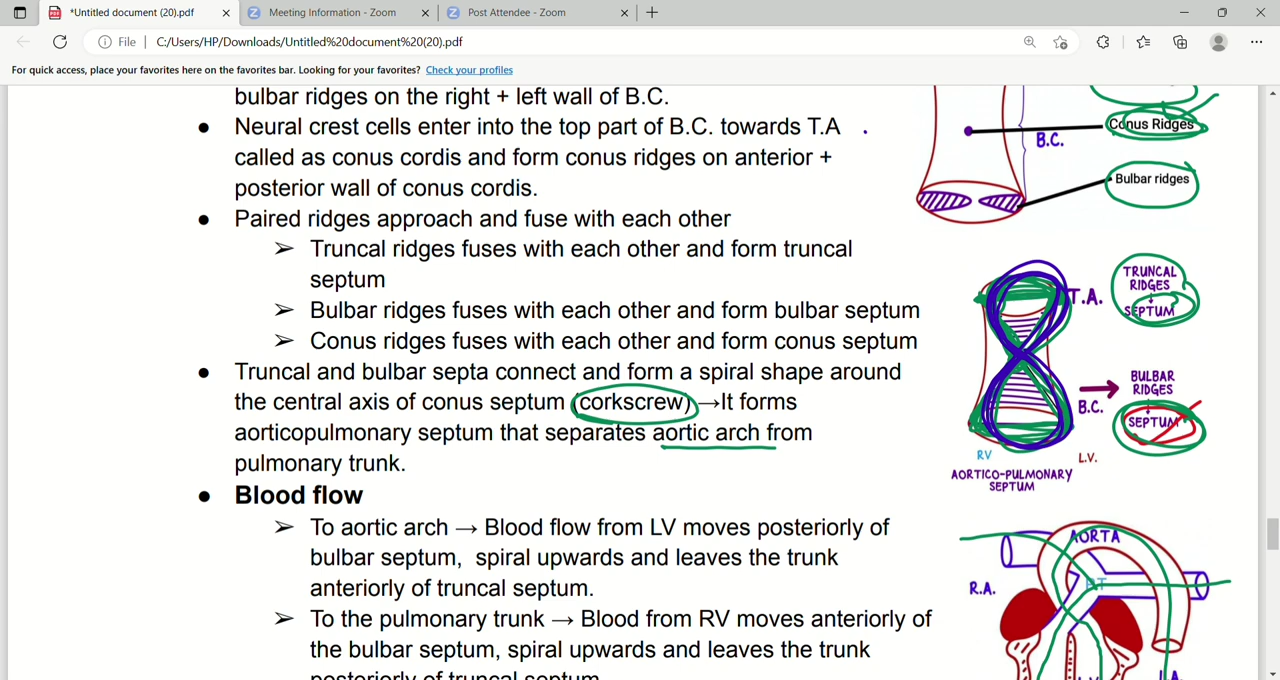 *Untitled document (20).pdf
Meeting Information - Zoom
Post Attendee - Zoom
File
C:/Users/HP/Downloads/Untitled%20document%20(20).pdf
For quick access, place your favorites here on the favorites bar. Looking for your favorites? Check your profiles
bulbar ridges on the right + left wall of B.C.
● Neural crest cells enter into the top part of B.C. towards T.A
called as conus cordis and form conus ridges on anterior +
posterior wall of conus cordis.
● Paired ridges approach and fuse with each other
➢ Truncal ridges fuses with each other and form truncal
septum
➢ Bulbar ridges fuses with each other and form bulbar septum
➢ Conus ridges fuses with each other and form conus septum
● Truncal and bulbar septa connect and form a spiral shape around
the central axis of conus septum (corkscrew) →It forms
aorticopulmonary septum that separates aortic arch from
pulmonary trunk.
● Blood flow
➢ To aortic arch → Blood flow from LV moves posteriorly of
bulbar septum, spiral upwards and leaves the trunk
anteriorly of truncal septum.
➢ To the pulmonary trunk → Blood from RV moves anteriorly of
the bulbar septum, spiral upwards and leaves the trunk
posteriorly of truncal septum.
Conus Ridges
B.C.
Bulbar ridges
TRUNCAL
RIDGES
↓
SEPTUM
T.A.
BULBAR
RIDGES
↓
SEPTUM
B.C.
RV
L.V.
AORTICO-PULMONARY
SEPTUM
AORTA
R.A.